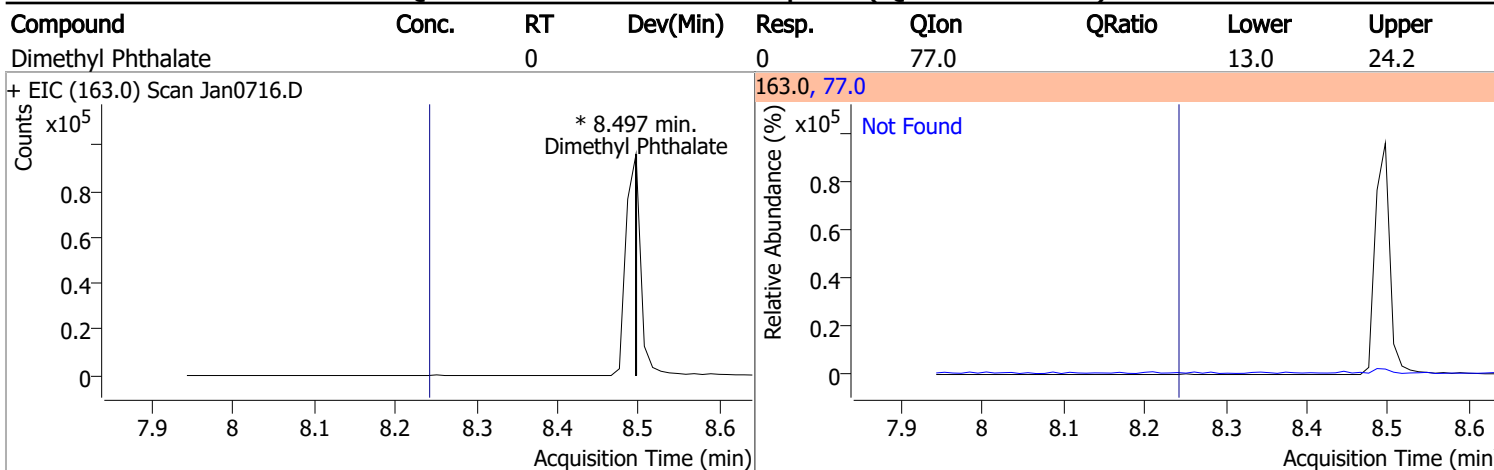 Compound Conc. RT Dev(Min) Resp. QIon QRatio Lower Upper
Dimethyl Phthalate 0 0 77.0 13.0 24.2
+ EIC (163.0) Scan Jan0716.D
Counts
x10^5
* 8.497 min.
Dimethyl Phthalate
0.8
0.6
0.4
0.2
0
7.9 8 8.1 8.2 8.3 8.4 8.5 8.6
Acquisition Time (min)
163.0, 77.0
Relative Abundance (%)
x10^5
Not Found
0.8
0.6
0.4
0.2
0
7.9 8 8.1 8.2 8.3 8.4 8.5 8.6
Acquisition Time (min